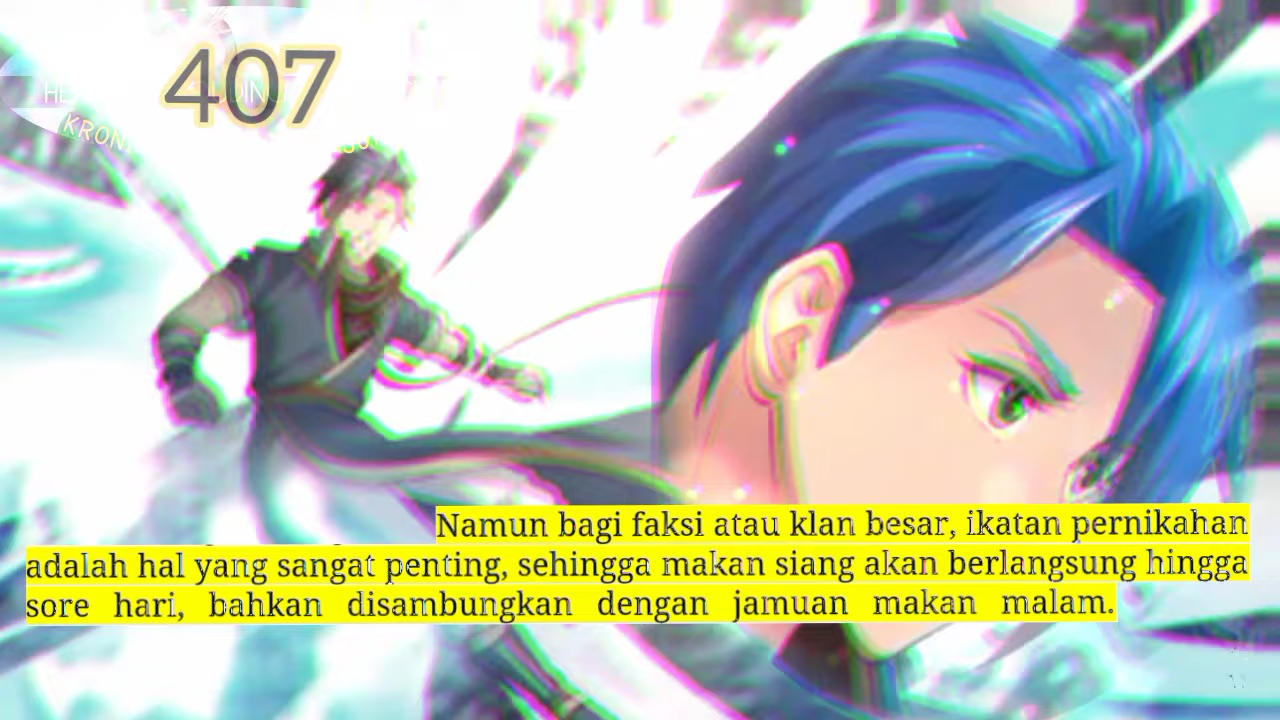 407
Namun bagi faksi atau klan besar, ikatan pernikahan
adalah hal yang sangat penting, sehingga makan siang akan berlangsung hingga
sore hari, bahkan disambungkan dengan jamuan makan malam.